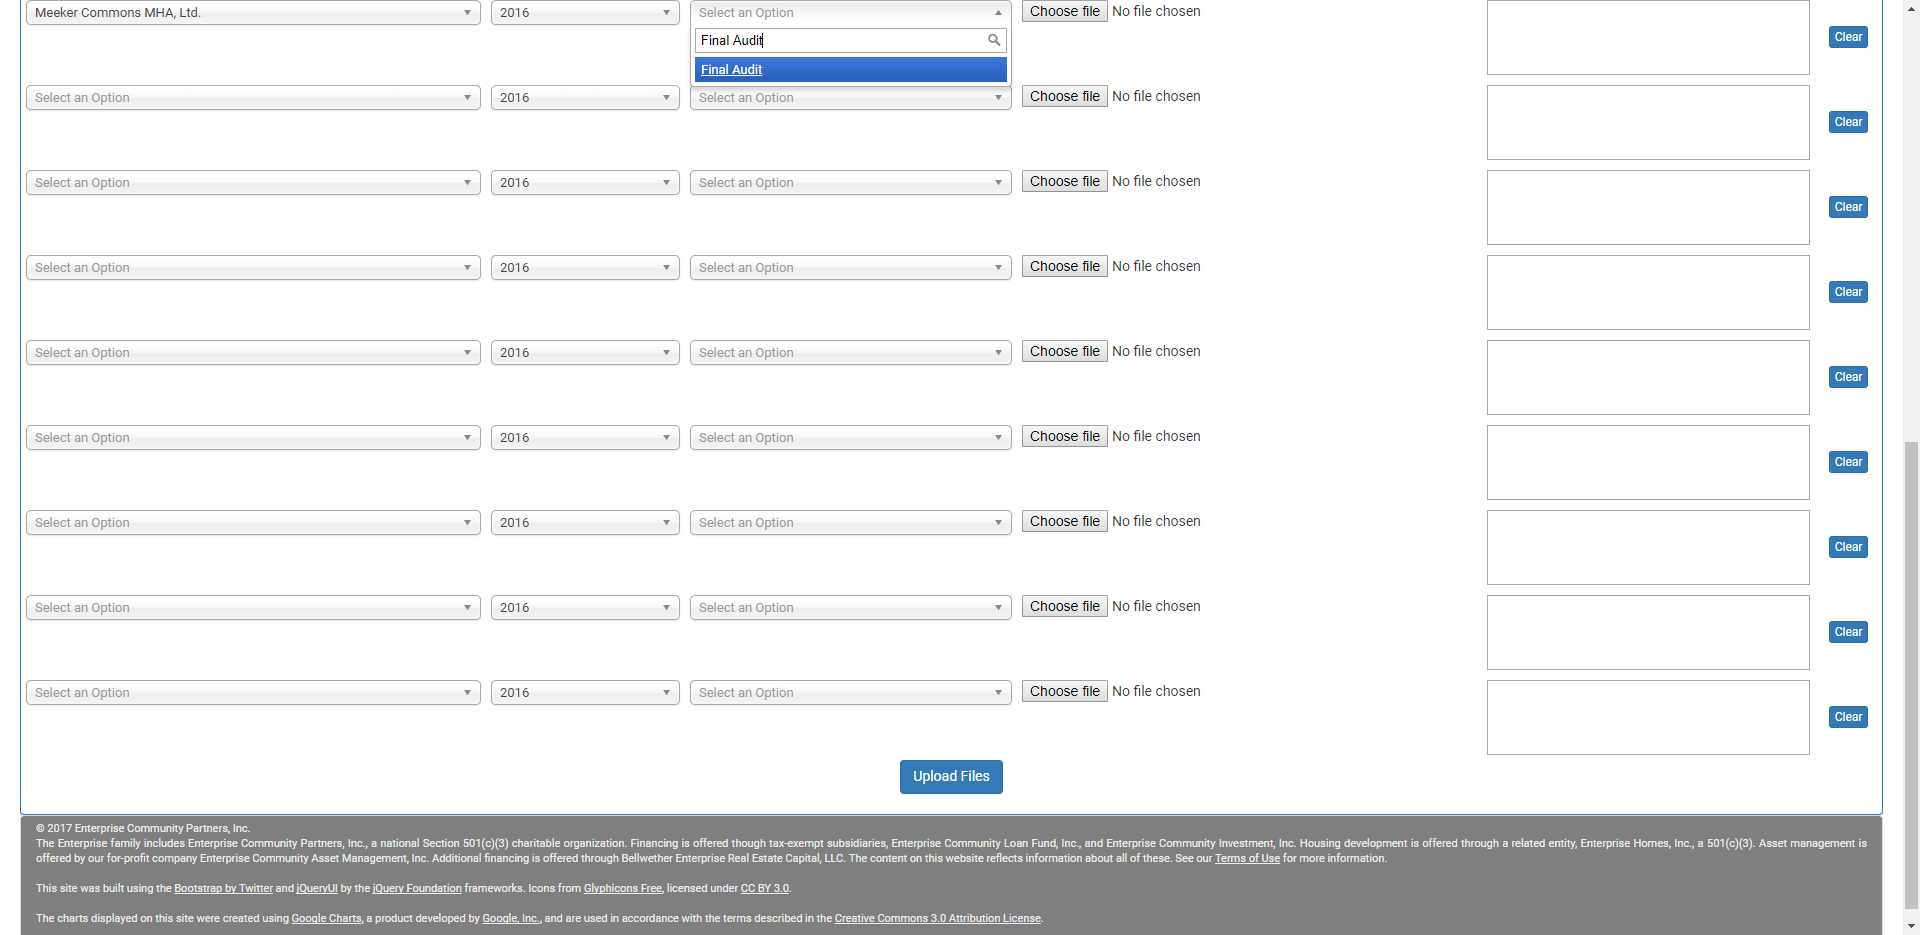 Meeker Commons MHA, Ltd. 2016 Select an Option Choose file No file chosen
Final Audit
Clear
Final Audit
Select an Option 2016 Select an Option Choose file No file chosen
Clear
Select an Option 2016 Select an Option Choose file No file chosen
Clear
Select an Option 2016 Select an Option Choose file No file chosen
Clear
Select an Option 2016 Select an Option Choose file No file chosen
Clear
Select an Option 2016 Select an Option Choose file No file chosen
Clear
Select an Option 2016 Select an Option Choose file No file chosen
Clear
Select an Option 2016 Select an Option Choose file No file chosen
Clear
Select an Option 2016 Select an Option Choose file No file chosen
Clear
Upload Files
© 2017 Enterprise Community Partners, Inc.
The Enterprise family includes Enterprise Community Partners, Inc., a national Section 501(c)(3) charitable organization. Financing is offered though tax-exempt subsidiaries, Enterprise Community Loan Fund, Inc., and Enterprise Community Investment, Inc. Housing development is offered through a related entity, Enterprise Homes, Inc., a 501(c)(3). Asset management is
offered by our for-profit company Enterprise Community Asset Management, Inc. Additional financing is offered through Bellwether Enterprise Real Estate Capital, LLC. The content on this website reflects information about all of these. See our Terms of Use for more information.
This site was built using the Bootstrap by Twitter and jQueryUI by the jQuery Foundation frameworks. Icons from Glyphicons Free, licensed under CC BY 3.0.
The charts displayed on this site were created using Google Charts, a product developed by Google, Inc., and are used in accordance with the terms described in the Creative Commons 3.0 Attribution License.